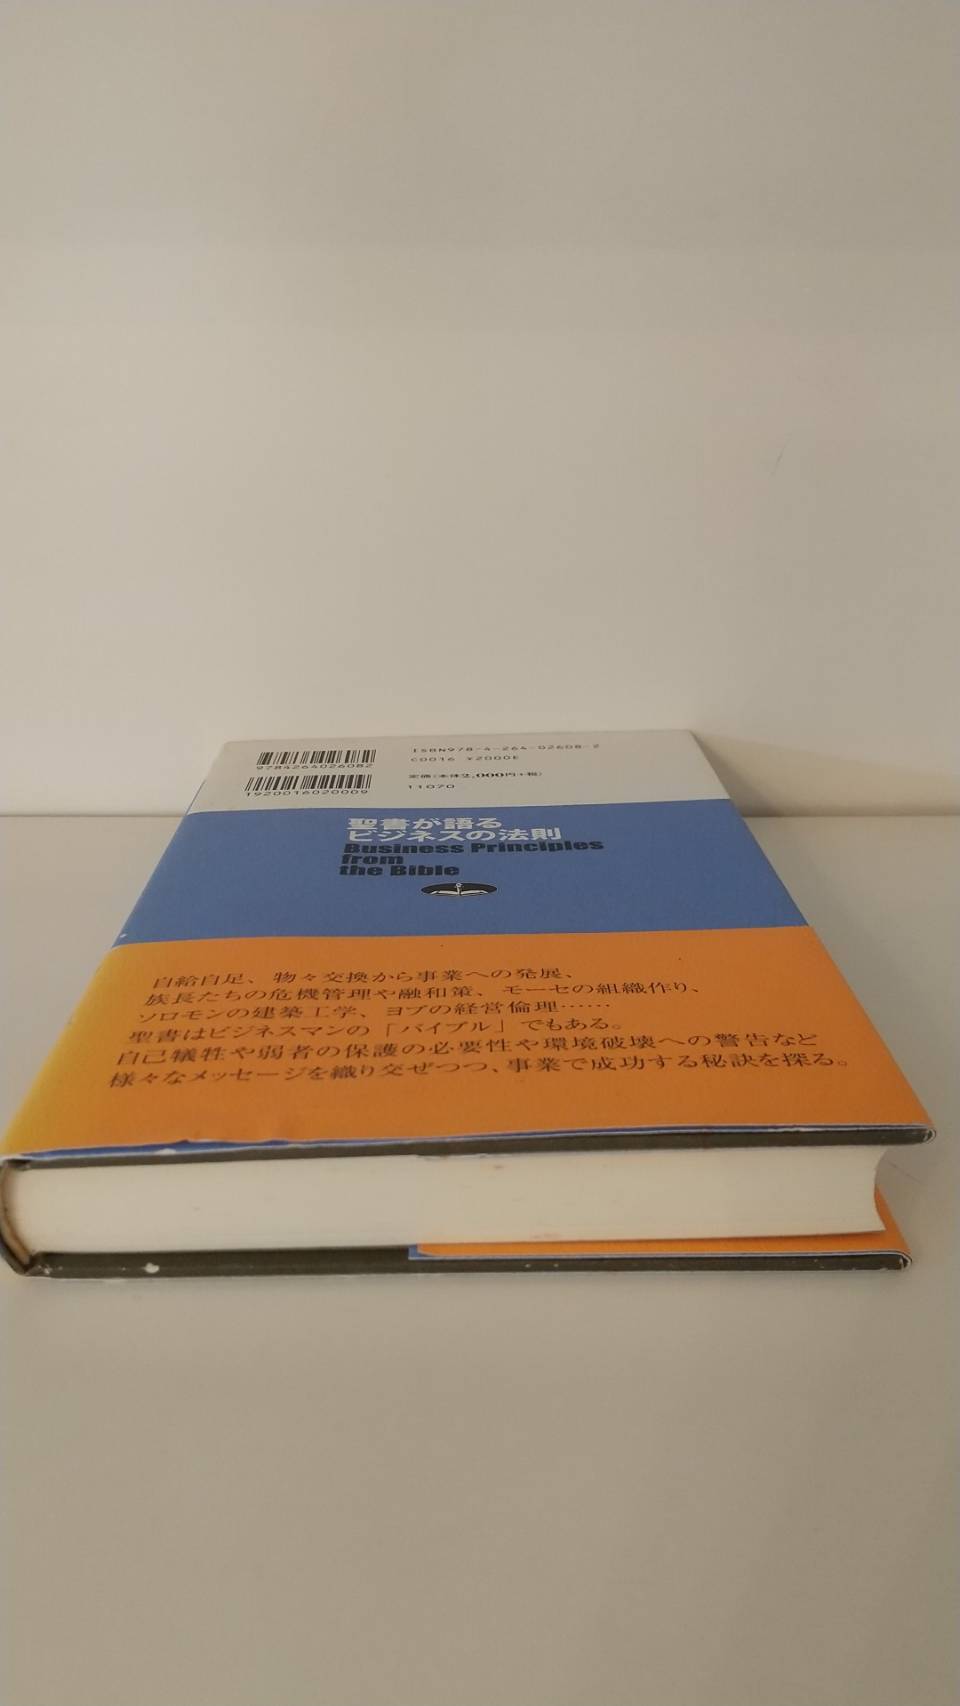 9784264026082
ISBN978-4-264-02608-2
C0016 ¥2000E
1920016020009
定価(本体2,000円+税)
11070
聖書が語る
ビジネスの法則
Business Principles
from
the Bible
自給自足、物々交換から事業への発展、
族長たちの危機管理や融和策、モーセの組織作り、
ソロモンの建築工学、ヨブの経営倫理……
聖書はビジネスマンの「バイブル」でもある。
自己犠牲や弱者の保護の必要性や環境破壊への警告など
様々なメッセージを織り交ぜつつ、事業で成功する秘訣を探る。